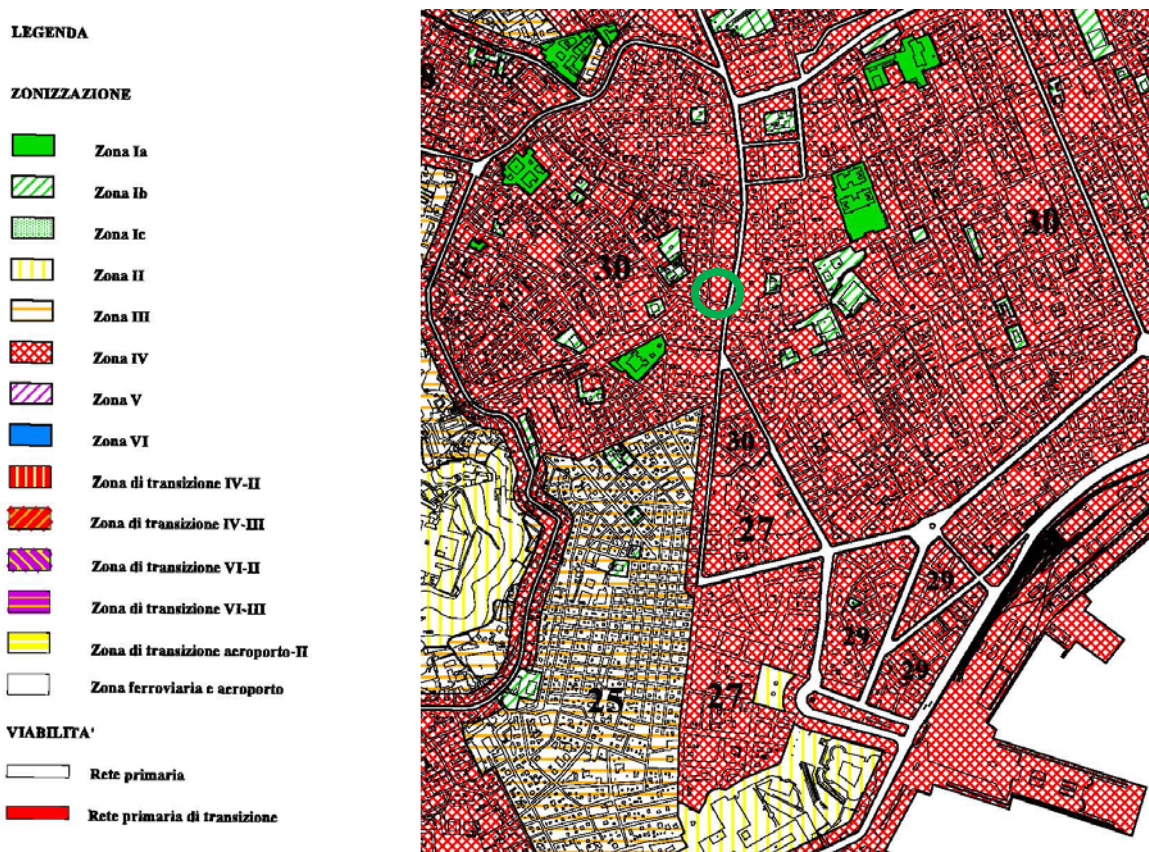 LEGENDA
ZONIZZAZIONE
Zona Ia
Zona Ib
Zona Ic
Zona II
Zona III
Zona IV
Zona V
Zona VI
Zona di transizione IV-II
Zona di transizione IV-III
Zona di transizione VI-II
Zona di transizione VI-III
Zona di transizione aeroporto-II
Zona ferroviaria e aeroporto
VIABILITA'
Rete primaria
Rete primaria di transizione
8
30
30
30
27
29
29
29
25
27